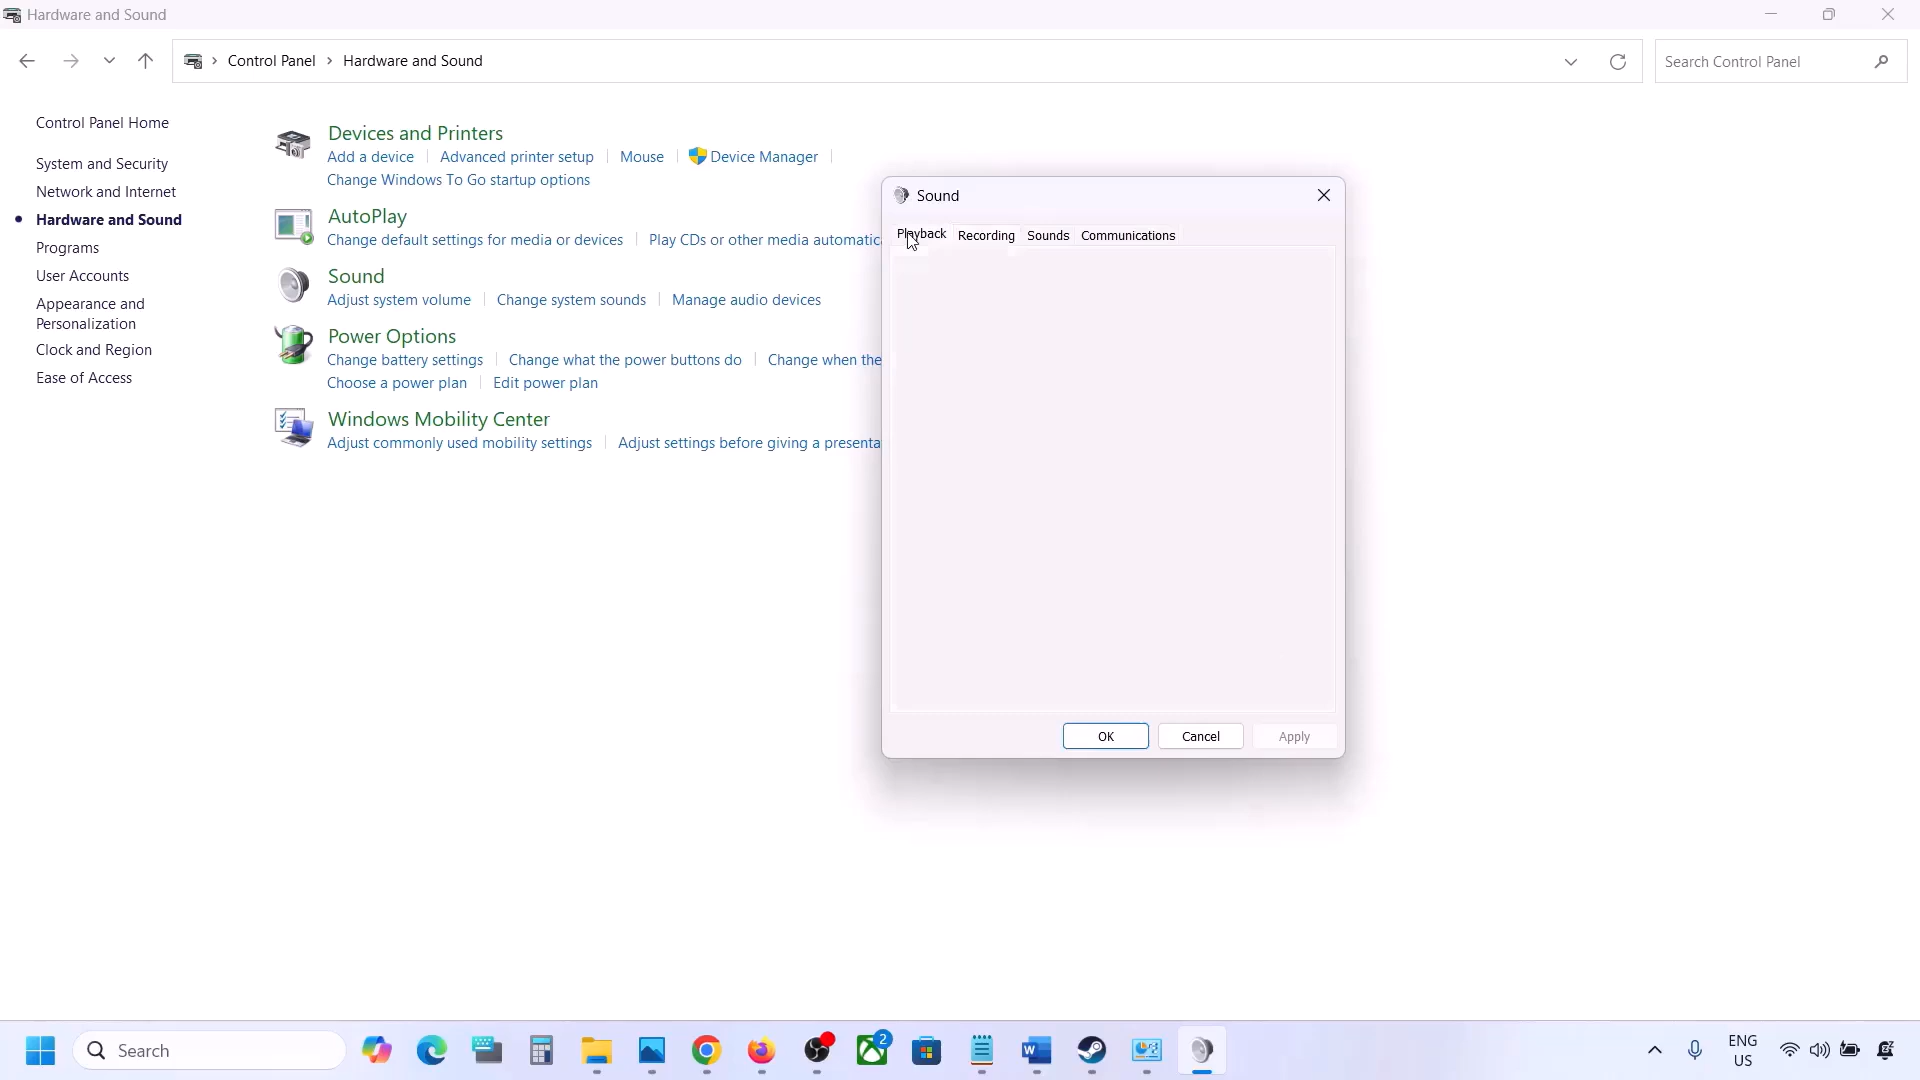 Hardware and Sound
Control Panel > Hardware and Sound
Search Control Panel
Control Panel Home
System and Security
Network and Internet
Hardware and Sound
Programs
User Accounts
Appearance and
Personalization
Clock and Region
Ease of Access
Devices and Printers
Add a device | Advanced printer setup | Mouse | Device Manager |
Change Windows To Go startup options
AutoPlay
Change default settings for media or devices | Play CDs or other media automatic
Sound
Adjust system volume | Change system sounds | Manage audio devices
Power Options
Change battery settings | Change what the power buttons do | Change when the
Choose a power plan | Edit power plan
Windows Mobility Center
Adjust commonly used mobility settings | Adjust settings before giving a presenta
Sound
Playback Recording Sounds Communications
OK Cancel Apply
Search
2
ENG
US